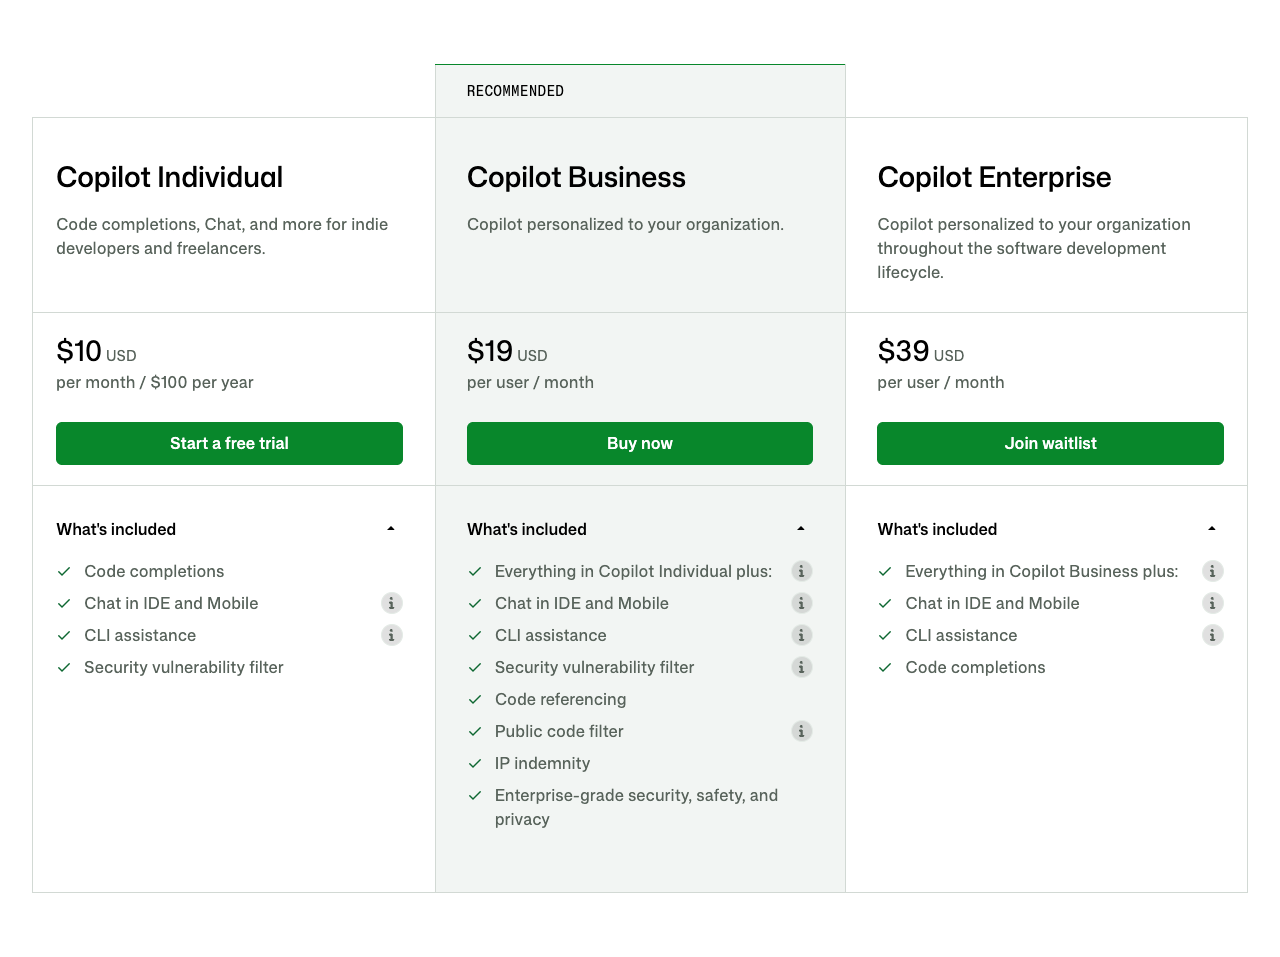 RECOMMENDED
Copilot Individual
Code completions, Chat, and more for indie
developers and freelancers.
$10 USD
per month / $100 per year
Start a free trial
What's included
Code completions
Chat in IDE and Mobile
CLI assistance
Security vulnerability filter
Copilot Business
Copilot personalized to your organization.
$19 USD
per user / month
Buy now
What's included
Everything in Copilot Individual plus:
Chat in IDE and Mobile
CLI assistance
Security vulnerability filter
Code referencing
Public code filter
IP indemnity
Enterprise-grade security, safety, and
privacy
Copilot Enterprise
Copilot personalized to your organization
throughout the software development
lifecycle.
$39 USD
per user / month
Join waitlist
What's included
Everything in Copilot Business plus:
Chat in IDE and Mobile
CLI assistance
Code completions